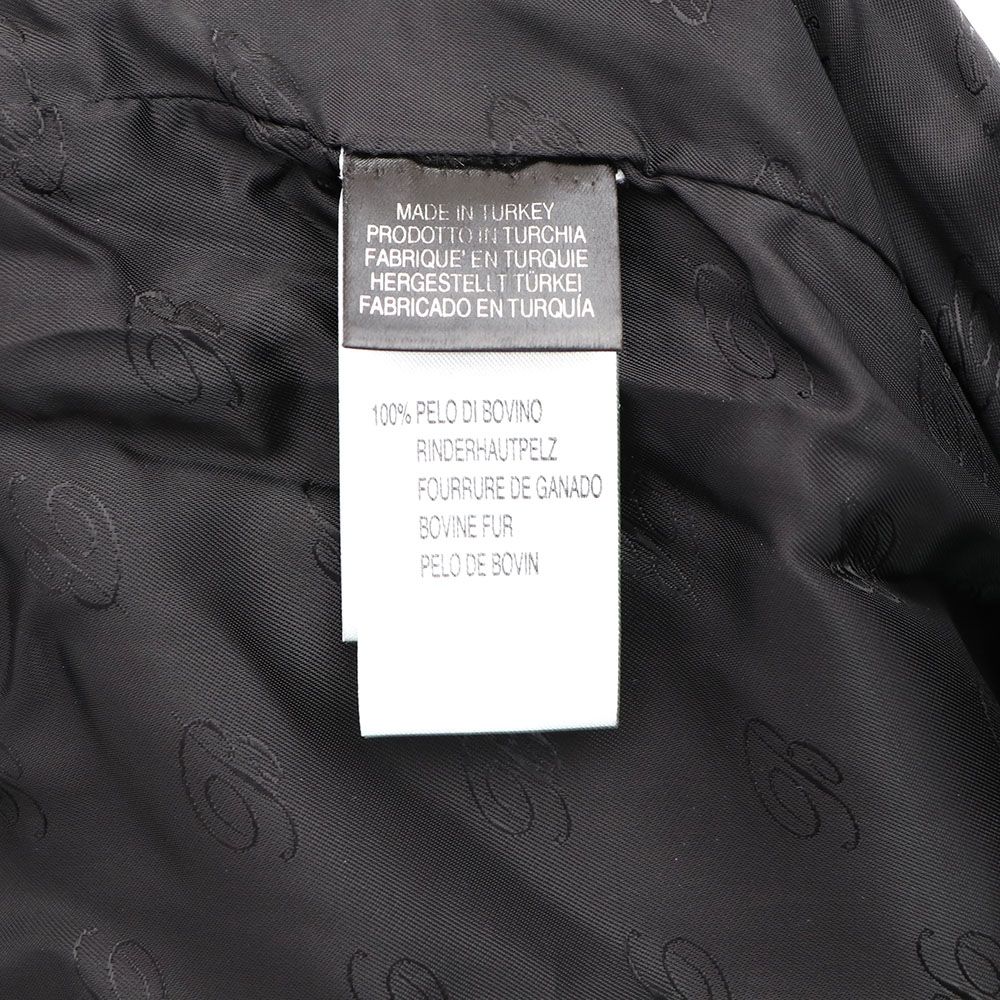 MADE IN TURKEY
PRODOTTO IN TURCHIA
FABRIQUE' EN TURQUIE
HERGESTELLT TÜRKEI
FABRICADO EN TURQUÍA
100% PELO DI BOVINO
RINDERHAUTPELZ
FOURRURE DE GANADO
BOVINE FUR
PELO DE BOVIN